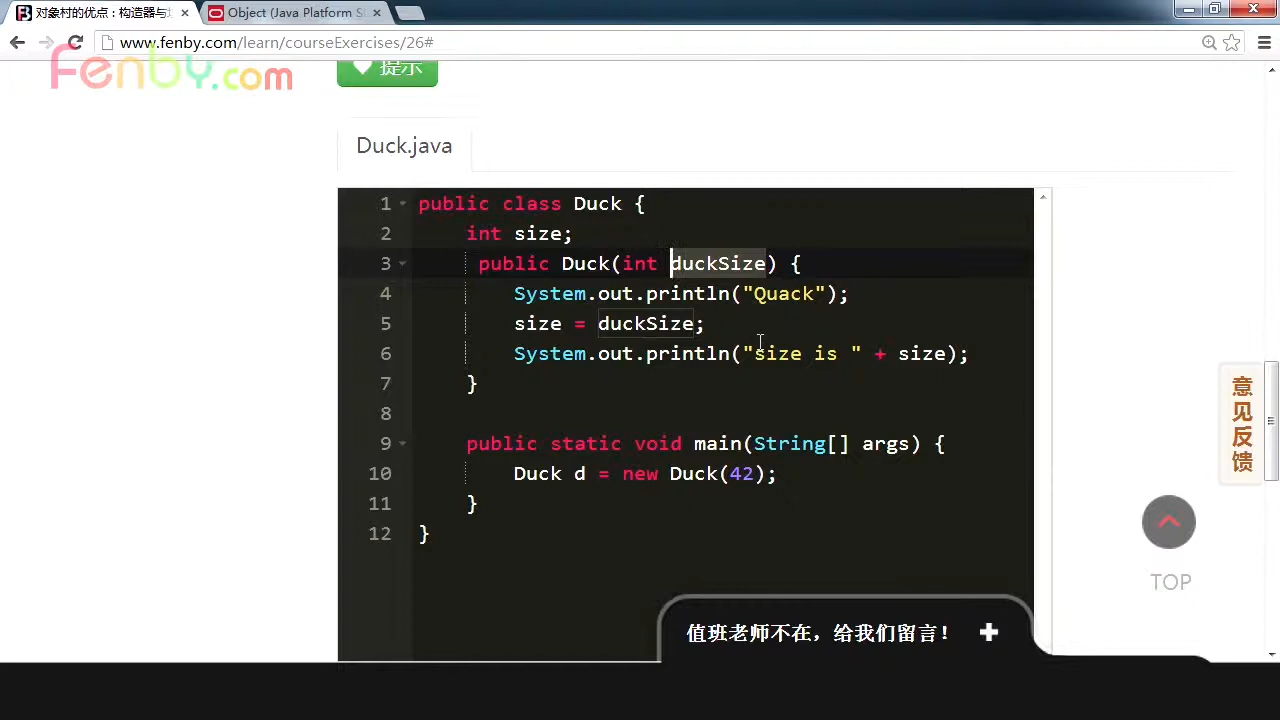 对象村的优点：构造器与
Object (Java Platform S
www.fenby.com/learn/courseExercises/26#
Fenby.com
提示
Duck.java
1 public class Duck {
2 int size;
3 public Duck(int duckSize) {
4 System.out.println("Quack");
5 size = duckSize;
6 System.out.println("size is " + size);
7 }
8
9 public static void main(String[] args) {
10 Duck d = new Duck(42);
11 }
12 }
意见反馈
TOP
值班老师不在，给我们留言！